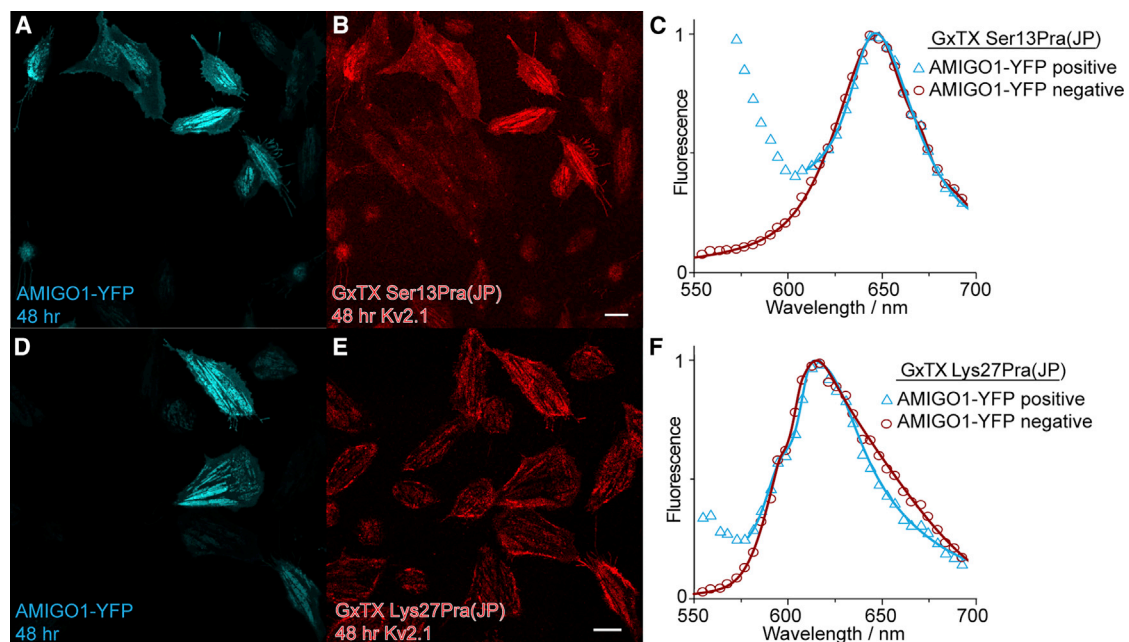 A
AMIGO1-YFP
48 hr
B
GxTX Ser13Pra(JP)
48 hr Kv2.1
C
GxTX Ser13Pra(JP)
AMIGO1-YFP positive
AMIGO1-YFP negative
1
Fluorescence
0
550 600 650 700
Wavelength / nm
D
AMIGO1-YFP
48 hr
E
GxTX Lys27Pra(JP)
48 hr Kv2.1
F
GxTX Lys27Pra(JP)
AMIGO1-YFP positive
AMIGO1-YFP negative
1
Fluorescence
0
550 600 650 700
Wavelength / nm